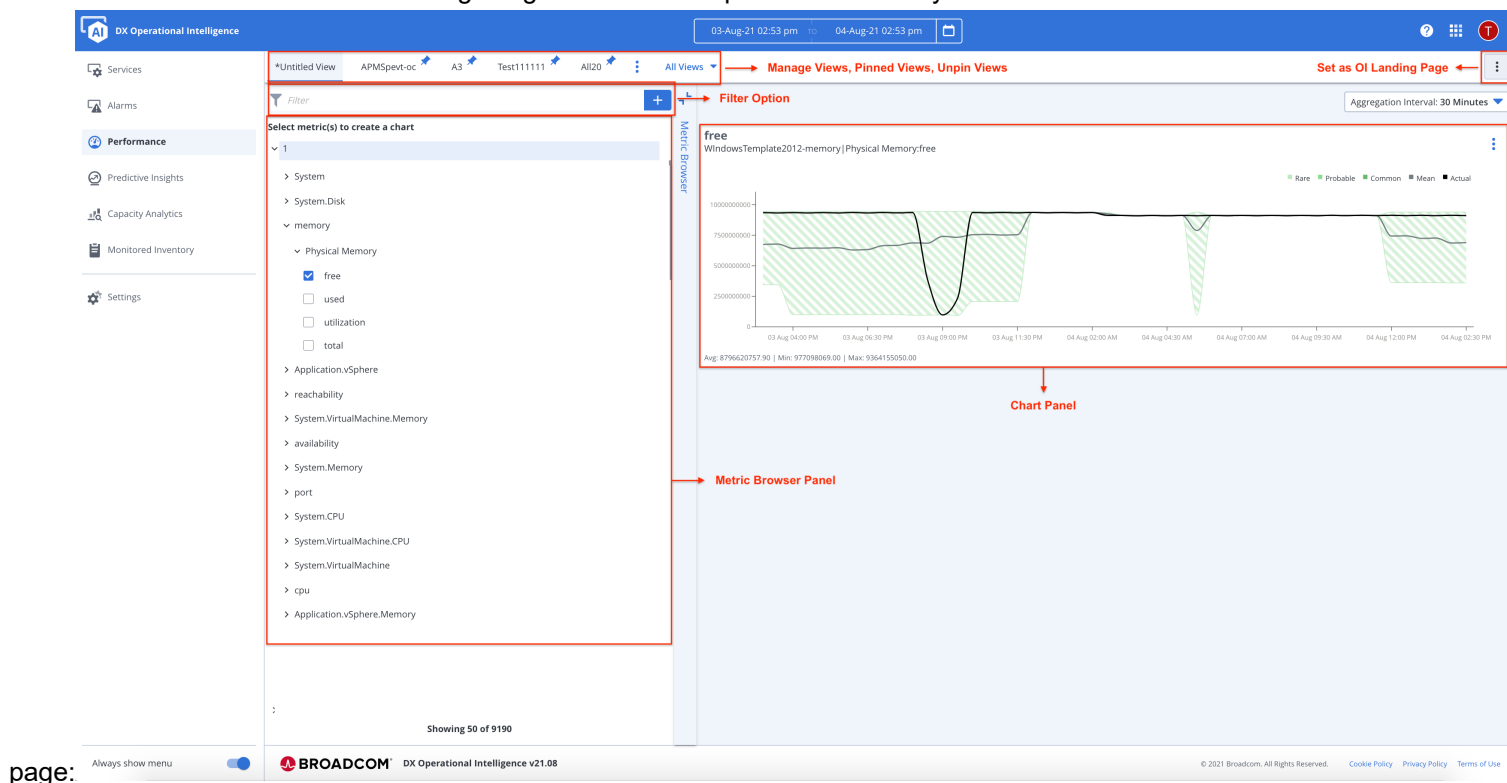 AI DX Operational Intelligence
03-Aug-21 02:53 pm TO 04-Aug-21 02:53 pm
? T
Services
Alarms
Performance
Predictive Insights
Capacity Analytics
Monitored Inventory
Settings
Always show menu
*Untitled View APMSpevt-oc A3 Test111111 All20 All Views
Manage Views, Pinned Views, Unpin Views
Set as OI Landing Page
Filter
+
Filter Option
Aggregation Interval: 30 Minutes
Select metric(s) to create a chart
1
System
System.Disk
memory
Physical Memory
free
used
utilization
total
Application.vSphere
reachability
System.VirtualMachine.Memory
availability
System.Memory
port
System.CPU
System.VirtualMachine.CPU
System.VirtualMachine
cpu
Application.vSphere.Memory
Showing 50 of 9190
Metric Browser
Metric Browser Panel
free
WIndowsTemplate2012-memory|Physical Memory:free
Rare Probable Common Mean Actual
10000000000
7500000000
5000000000
2500000000
0
03 Aug 04:00 PM 03 Aug 06:30 PM 03 Aug 09:00 PM 03 Aug 11:30 PM 04 Aug 02:00 AM 04 Aug 04:30 AM 04 Aug 07:00 AM 04 Aug 09:30 AM 04 Aug 12:00 PM 04 Aug 02:30 PM
Avg: 8796620757.90 | Min: 977098069.00 | Max: 9364155050.00
Chart Panel
page:
BROADCOM DX Operational Intelligence v21.08
© 2021 Broadcom. All Rights Reserved. Cookie Policy Privacy Policy Terms of Use